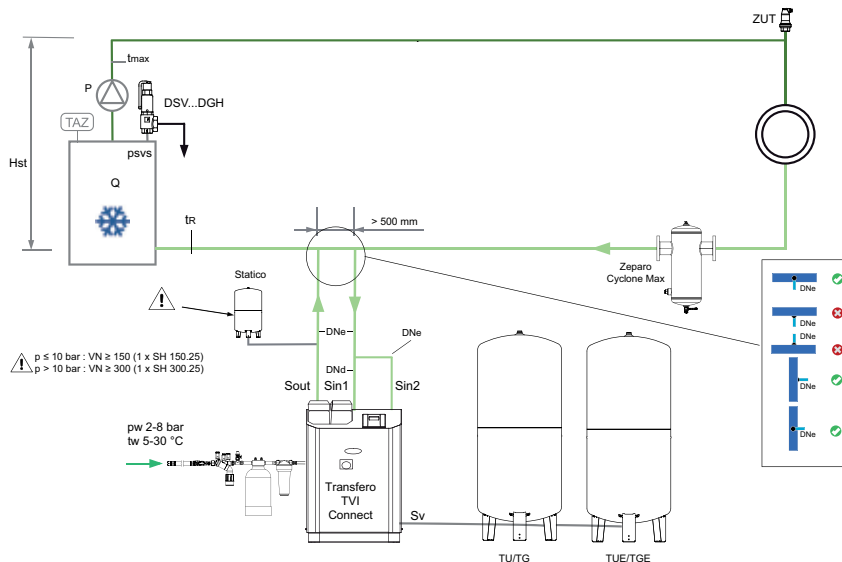 ZUT
tmax
P
DSV...DGH
TAZ
psvs
Hst
Q
tR
> 500 mm
Zeparo
Cyclone Max
Statico
DNe
DNe
DNe
DNe
DNe
DNe
DNe
p ≤ 10 bar : VN ≥ 150 (1 x SH 150.25)
p > 10 bar : VN ≥ 300 (1 x SH 300.25)
DNd
Sout
Sin1
Sin2
pw 2-8 bar
tw 5-30 °C
Transfero
TVI
Connect
Sv
TU/TG
TUE/TGE